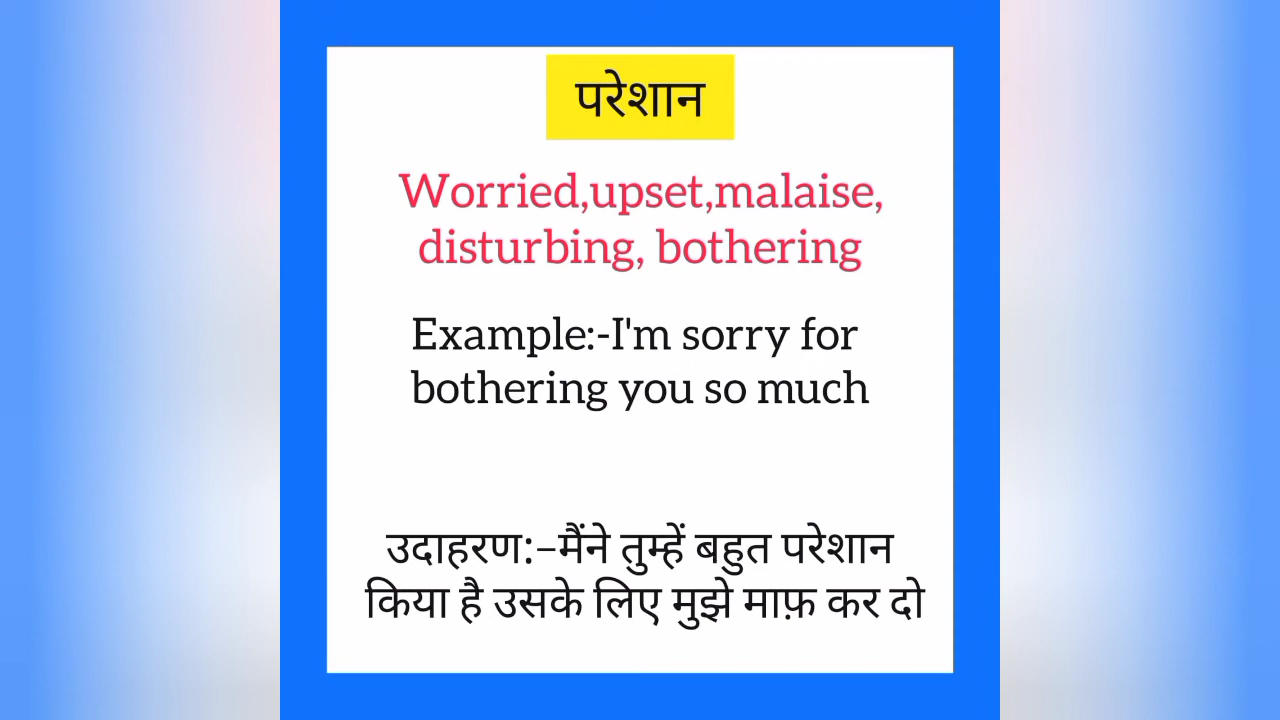 परेशान
Worried,upset,malaise,
disturbing, bothering
Example:-I'm sorry for
bothering you so much
उदाहरण:–मैंने तुम्हें बहुत परेशान
किया है उसके लिए मुझे माफ़ कर दो